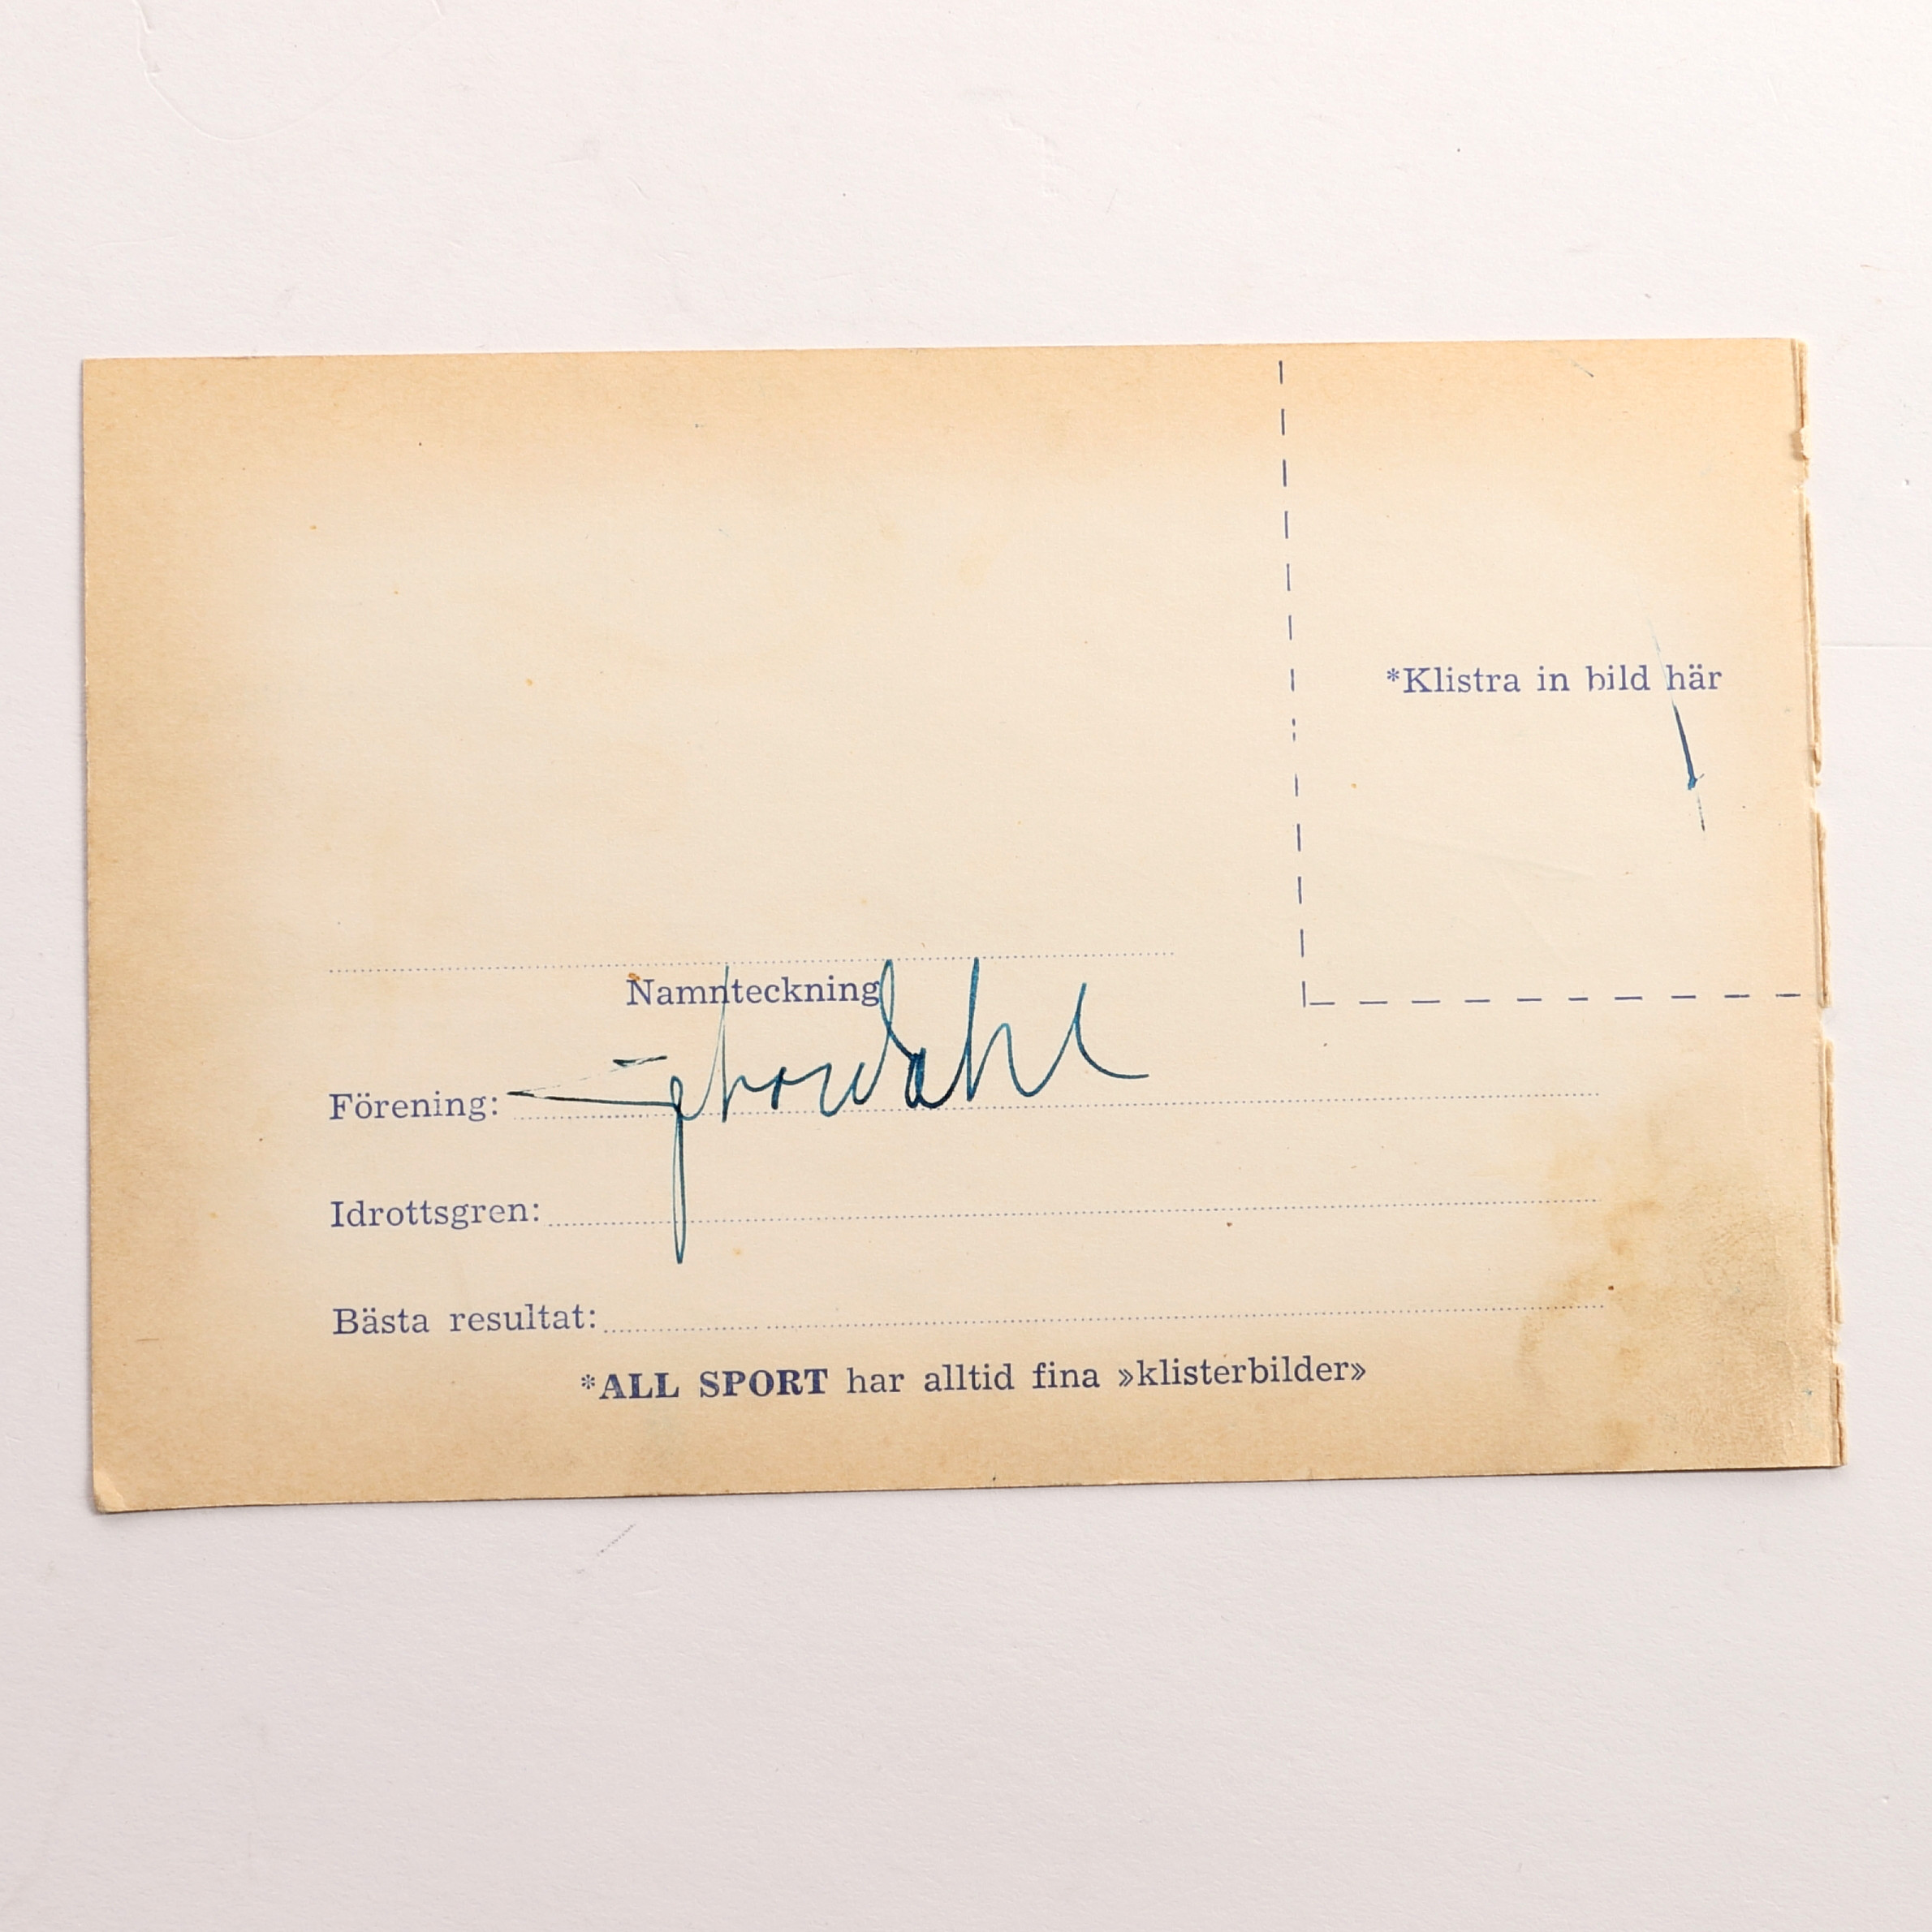 *Klistra in bild här
Namnteckning
Förening:
Idrottsgren:
Bästa resultat:
*ALL SPORT har alltid fina »klisterbilder»